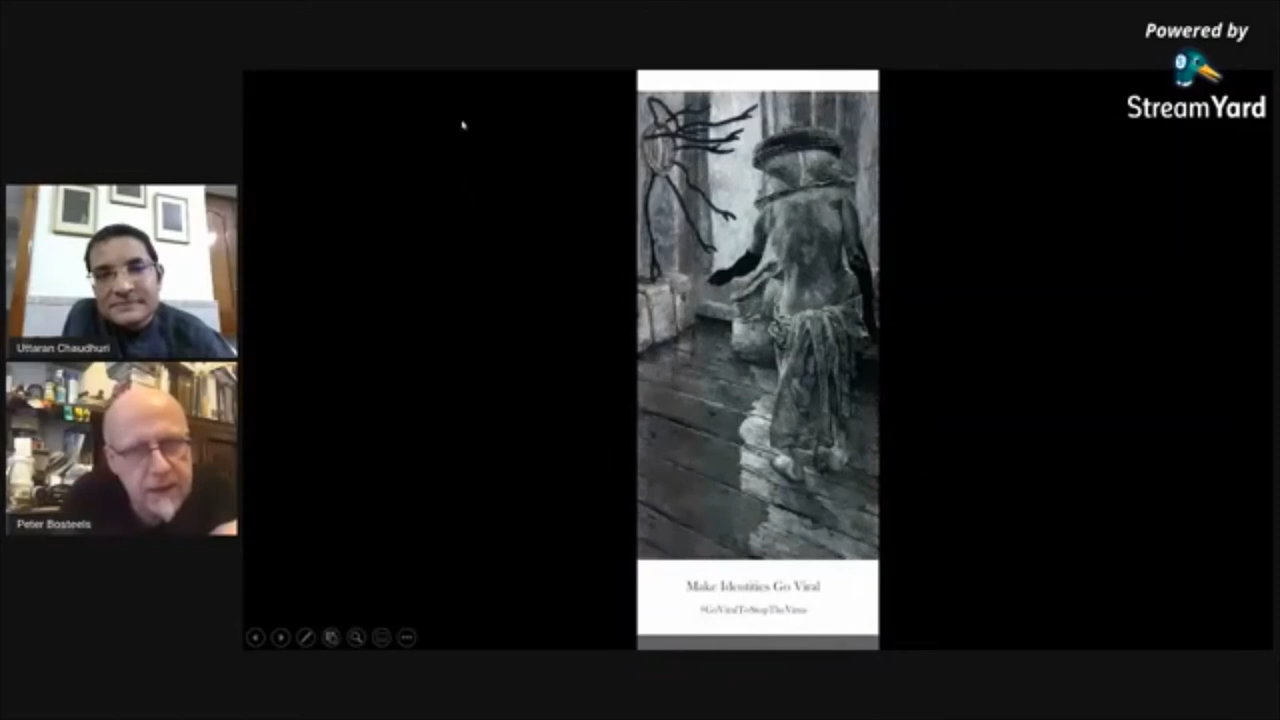 Powered by
StreamYard
Uttaran Chaudhuri
Peter Bosteels
Make Identities Go Viral
#GoViralToStopTheVirus